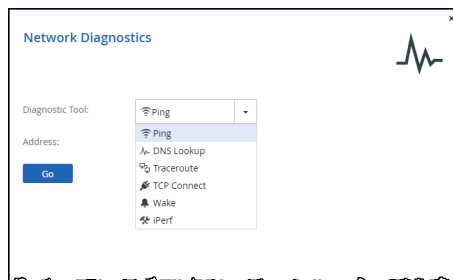 Network Diagnostics
Diagnostic Tool:
Ping
Ping
Address:
DNS Lookup
Traceroute
Go
TCP Connect
Wake
iPerf